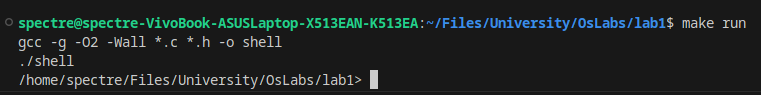 spectre@spectre-VivoBook-ASUSLaptop-X513EAN-K513EA:~/Files/University/OsLabs/lab1$ make run
gcc -g -O2 -Wall *.c *.h -o shell
./shell
/home/spectre/Files/University/OsLabs/lab1>